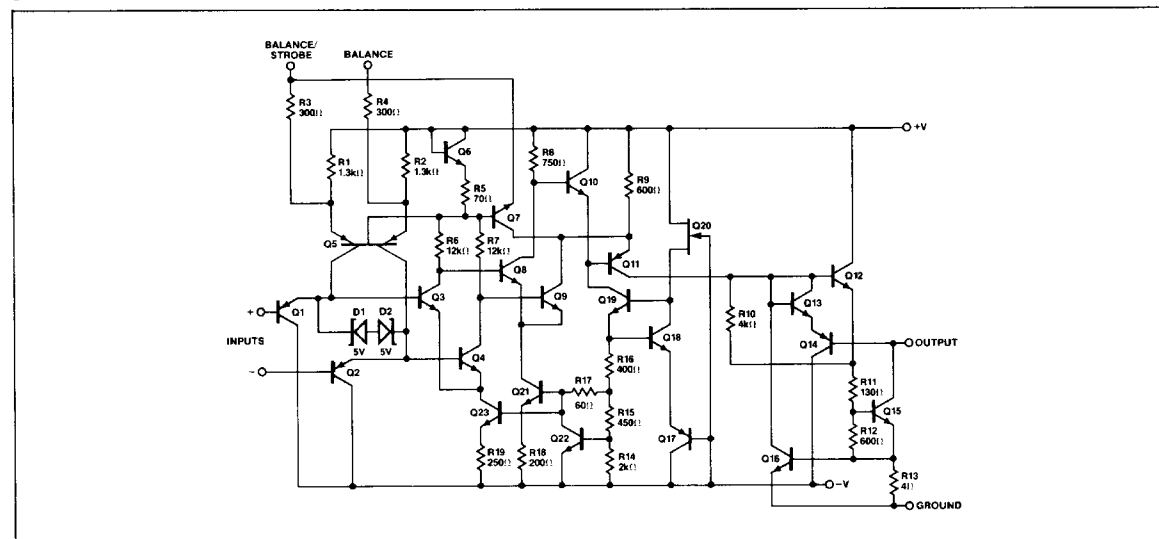 BALANCE/
STROBE
BALANCE
R3
300Ω
R4
300Ω
+V
R1
1.3kΩ
R2
1.3kΩ
Q6
R5
70Ω
R8
750Ω
Q10
R9
600Ω
Q5
R6
12kΩ
R7
12kΩ
Q7
Q20
Q8
Q11
Q12
Q1
Q3
Q9
Q19
Q13
R10
4kΩ
+
INPUTS
D1
5V
D2
5V
Q18
Q14
OUTPUT
−
Q2
Q4
R16
400Ω
R11
130Ω
Q15
Q21
R17
60Ω
Q23
R15
450Ω
R12
600Ω
Q22
Q17
Q16
R19
250Ω
R18
200Ω
R14
2kΩ
R13
4Ω
−V
GROUND